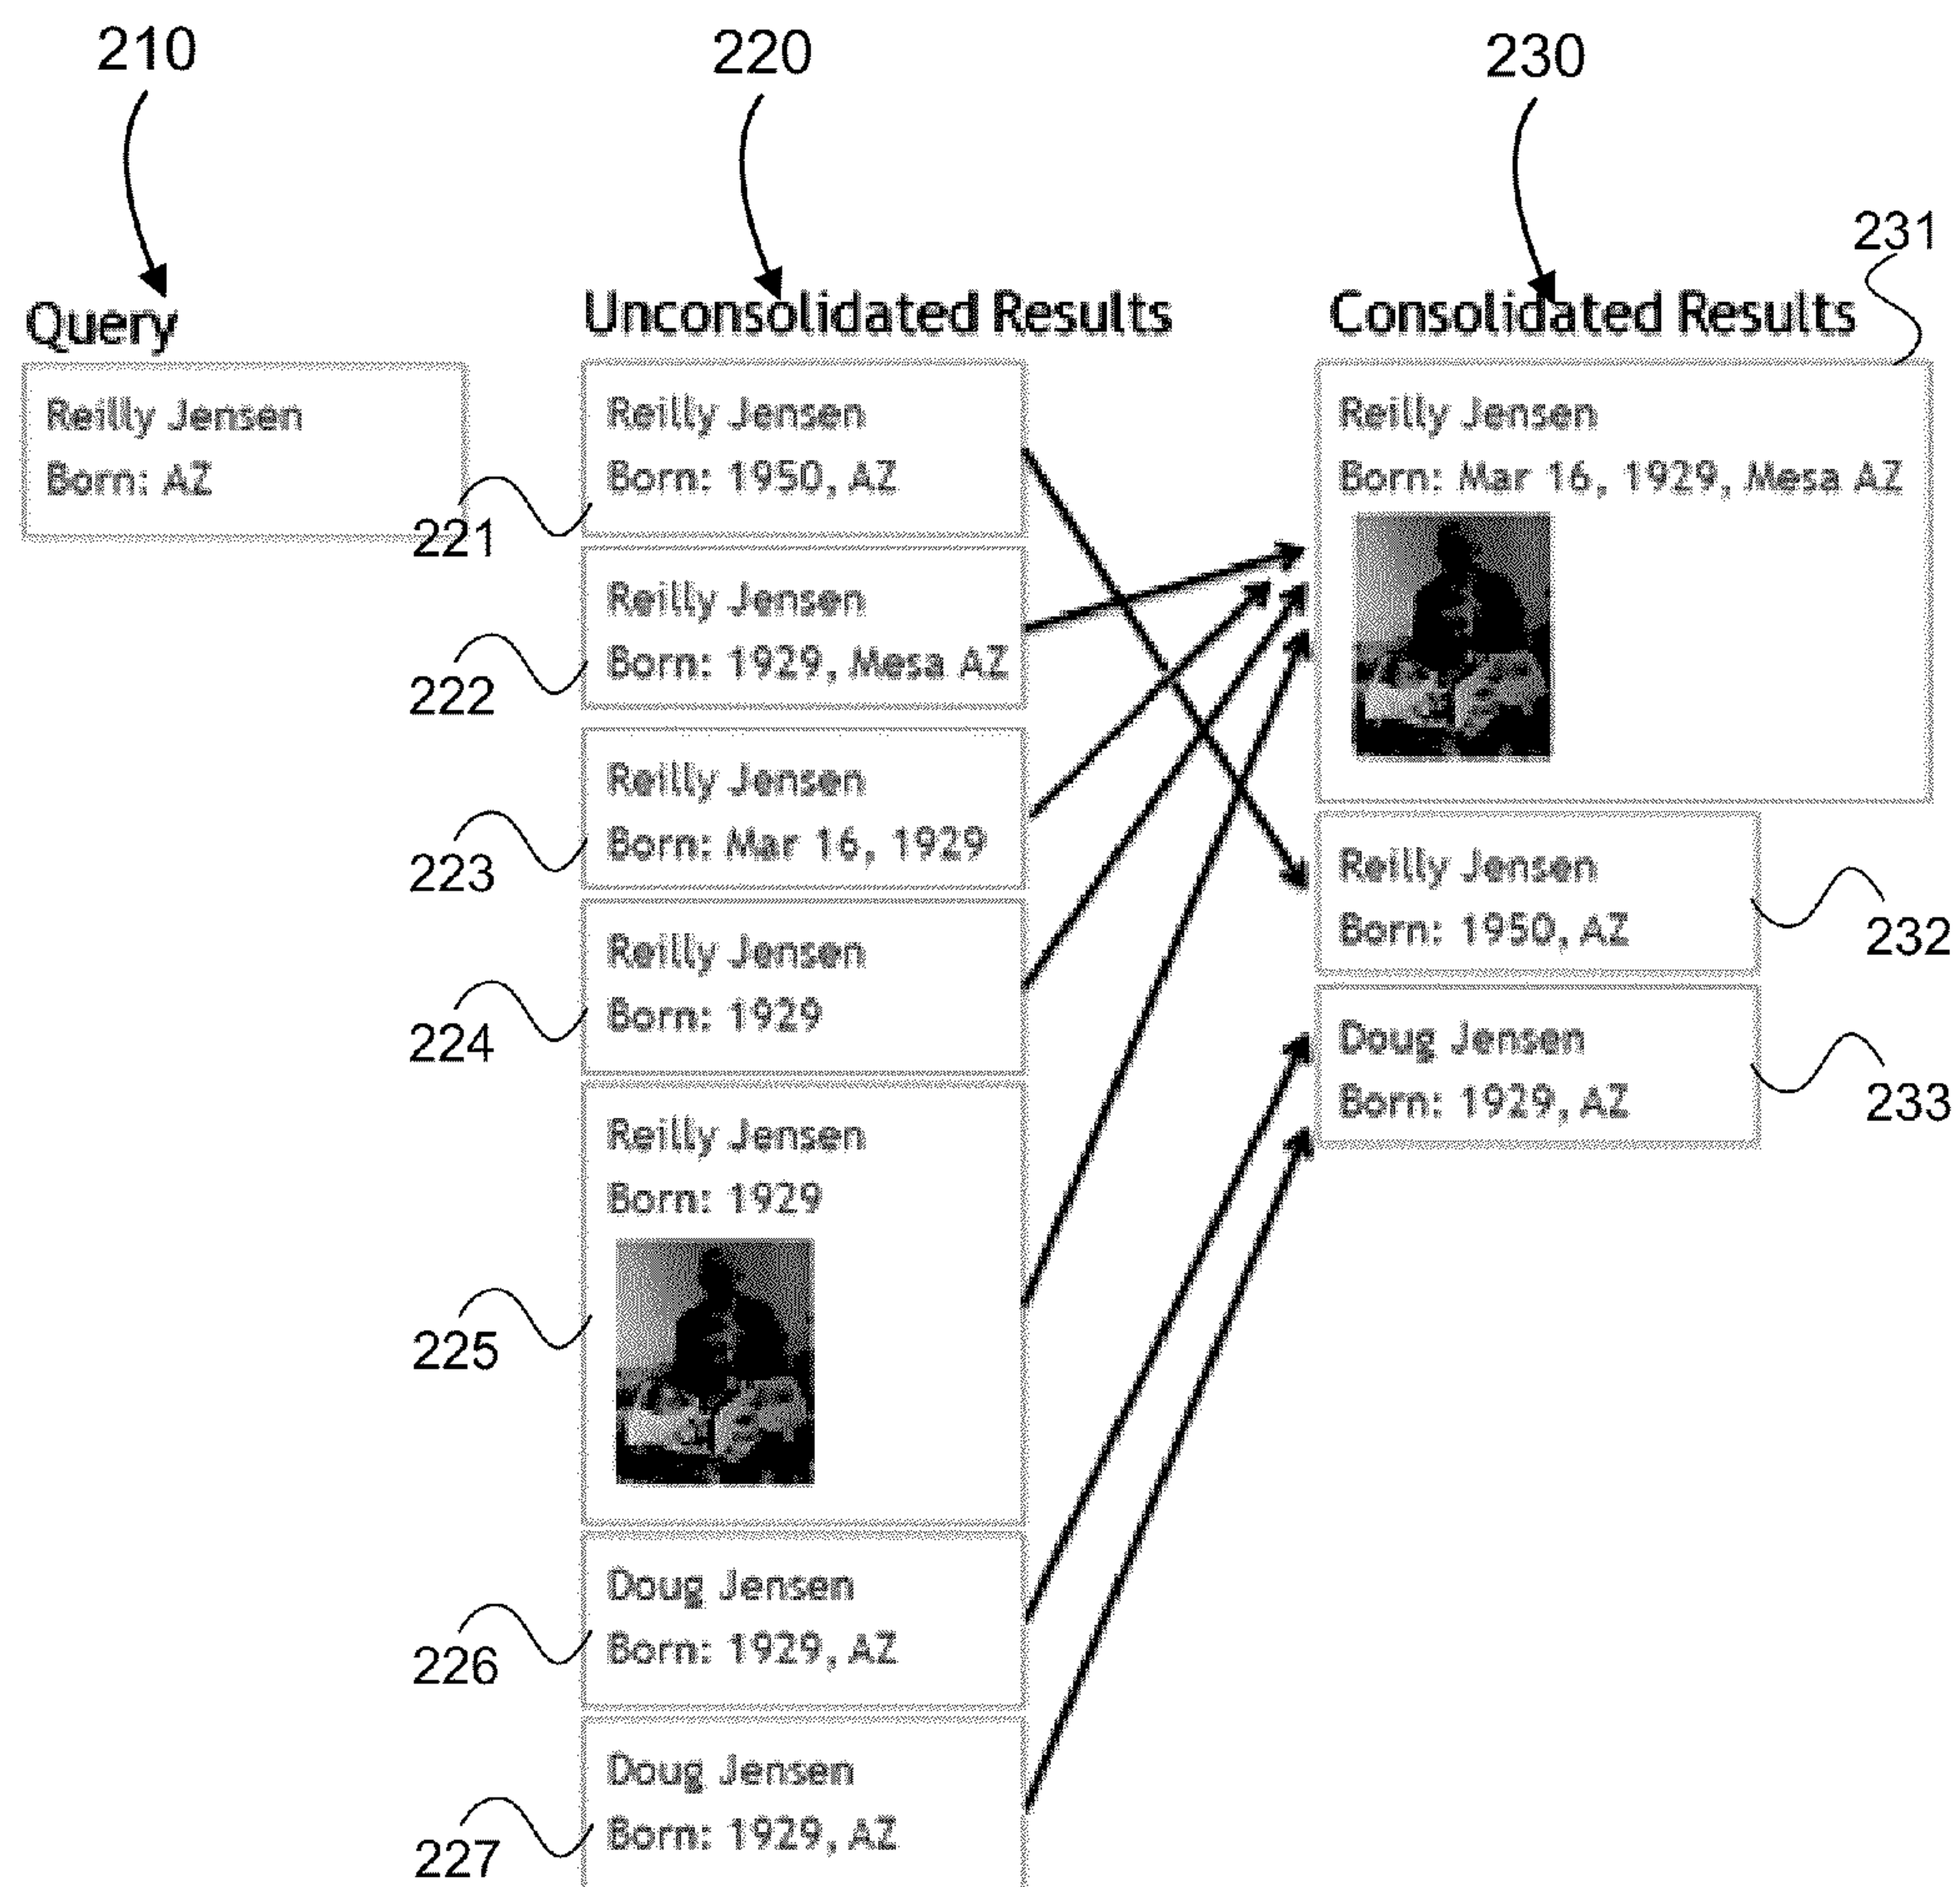 210
220
230
231
Query
Reilly Jensen
Born: AZ
Unconsolidated Results
221
Reilly Jensen
Born: 1950, AZ
222
Reilly Jensen
Born: 1929, Mesa AZ
223
Reilly Jensen
Born: Mar 16, 1929
224
Reilly Jensen
Born: 1929
225
Reilly Jensen
Born: 1929
226
Doug Jensen
Born: 1929, AZ
227
Doug Jensen
Born: 1929, AZ
Consolidated Results
Reilly Jensen
Born: Mar 16, 1929, Mesa AZ
Reilly Jensen
Born: 1950, AZ
232
Doug Jensen
Born: 1929, AZ
233